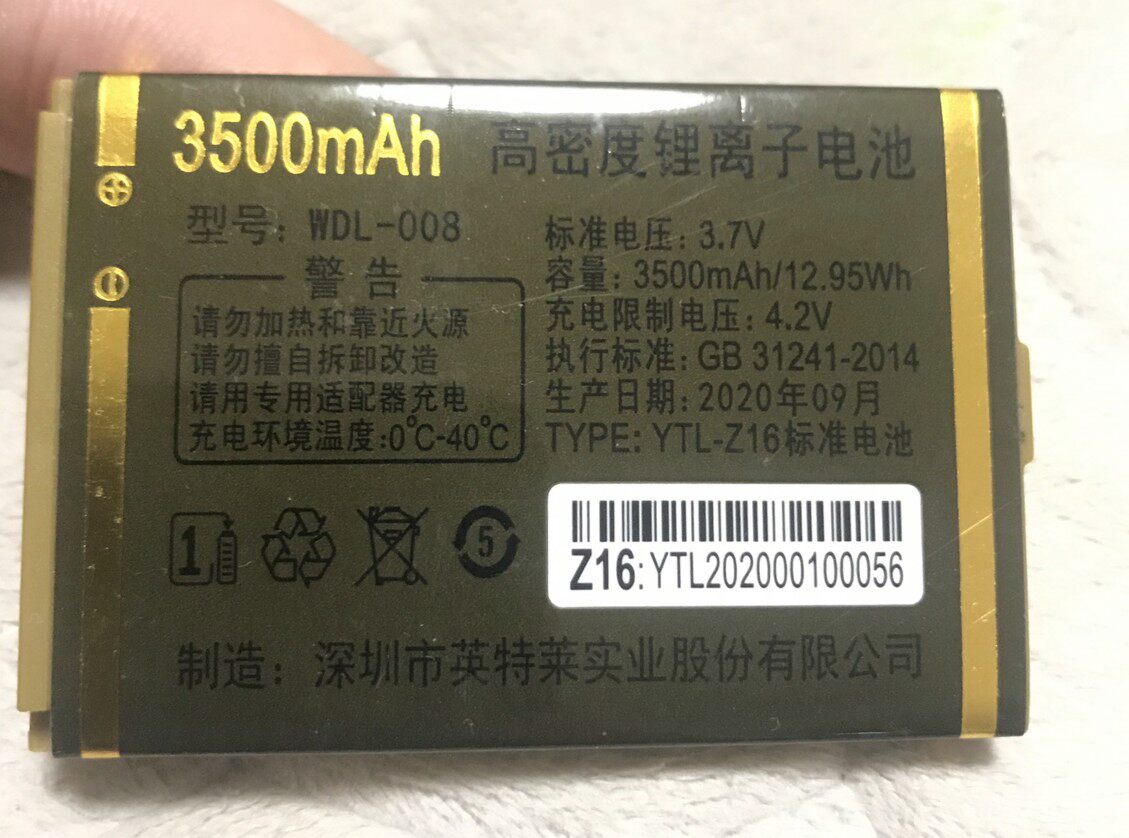 3500mAh 高密度锂离子电池
型号: WDL-008
警告
请勿加热和靠近火源
请勿擅自拆卸改造
请用专用适配器充电
充电环境温度:0°C-40°C
标准电压: 3.7V
容量: 3500mAh/12.95Wh
充电限制电压: 4.2V
执行标准: GB 31241-2014
生产日期: 2020年09月
TYPE: YTL-Z16标准电池
1
5
Z16:YTL202000100056
制造: 深圳市英特莱实业股份有限公司